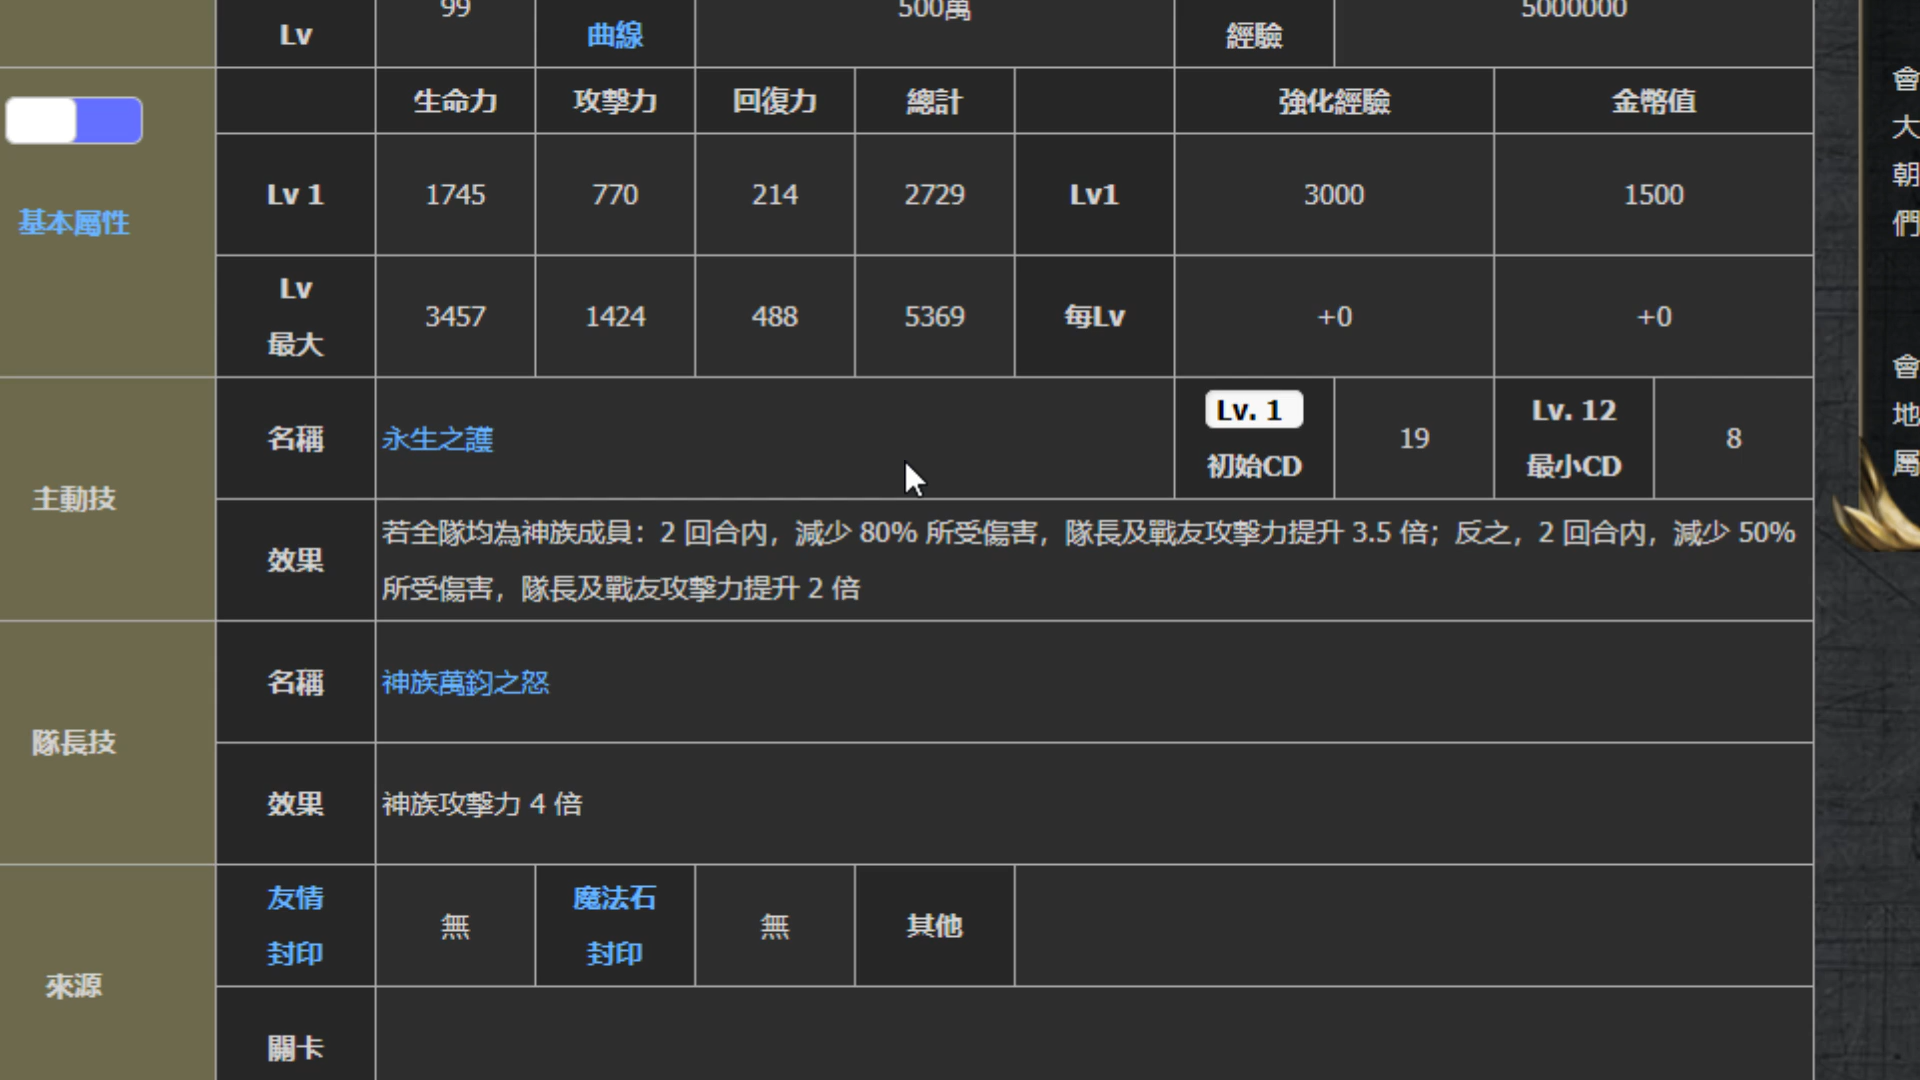 99
500萬
5000000
Lv
曲線
經驗
生命力 攻擊力 回復力 總計 強化經驗 金幣值
基本屬性
Lv 1 1745 770 214 2729 Lv1 3000 1500
Lv
最大
3457 1424 488 5369 每Lv +0 +0
主動技
名稱
永生之護
Lv. 1
初始CD
19
Lv. 12
最小CD
8
效果
若全隊均為神族成員：2 回合內，減少 80% 所受傷害，隊長及戰友攻擊力提升 3.5 倍；反之，2 回合內，減少 50%
所受傷害，隊長及戰友攻擊力提升 2 倍
隊長技
名稱
神族萬鈞之怒
效果
神族攻擊力 4 倍
來源
友情
封印
無
魔法石
封印
無
其他
關卡
會
大
朝
們
會
地
屬